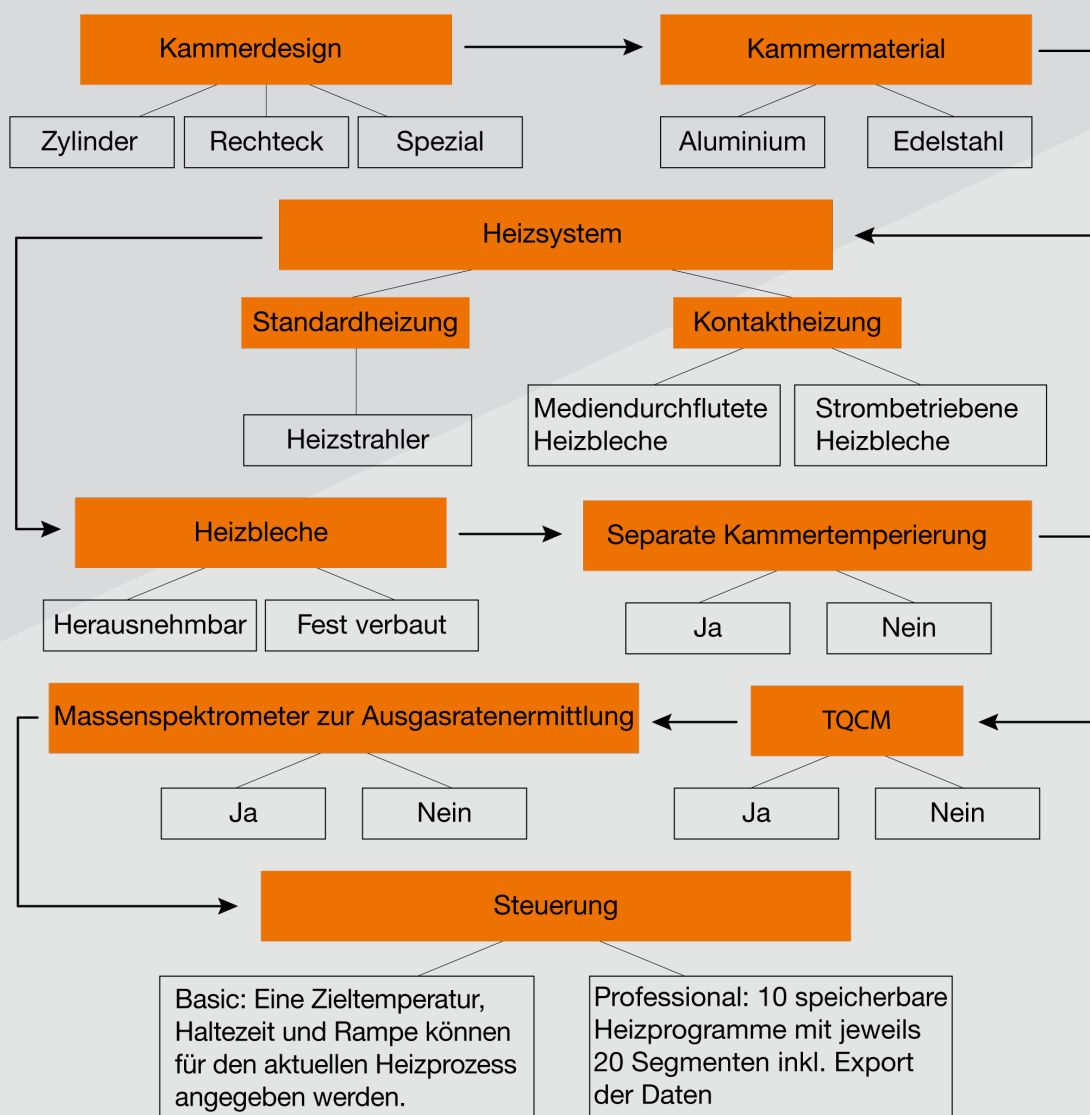 Kammerdesign
Kammermaterial
Zylinder
Rechteck
Spezial
Aluminium
Edelstahl
Heizsystem
Standardheizung
Kontaktheizung
Heizstrahler
Mediendurchflutete
Heizbleche
Strombetriebene
Heizbleche
Heizbleche
Separate Kammertemperierung
Herausnehmbar
Fest verbaut
Ja
Nein
Massenspektrometer zur Ausgasratenermittlung
TQCM
Ja
Nein
Ja
Nein
Steuerung
Basic: Eine Zieltemperatur,
Haltezeit und Rampe können
für den aktuellen Heizprozess
angegeben werden.
Professional: 10 speicherbare
Heizprogramme mit jeweils
20 Segmenten inkl. Export
der Daten